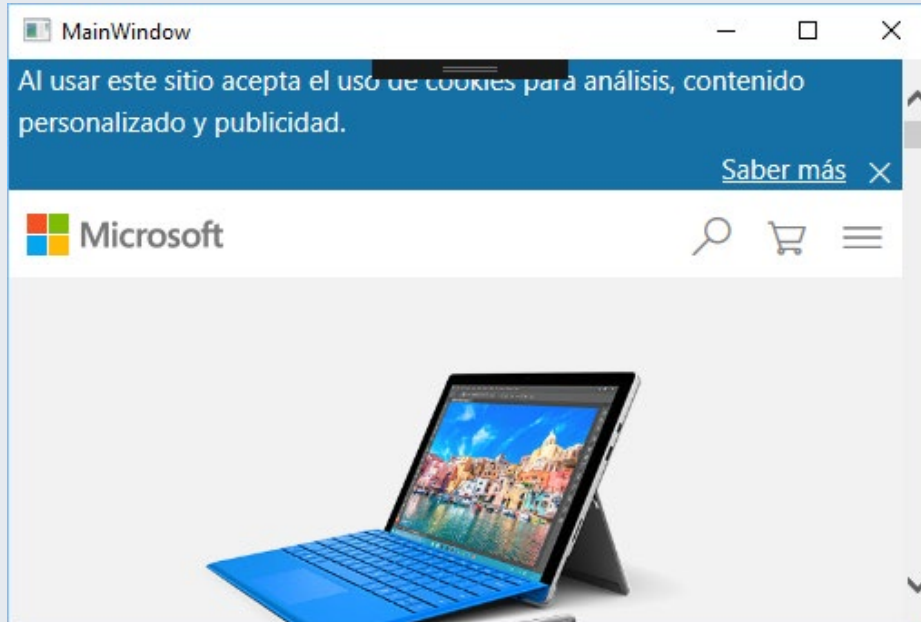 MainWindow
Al usar este sitio acepta el uso de cookies para análisis, contenido
personalizado y publicidad.
Saber más
Microsoft